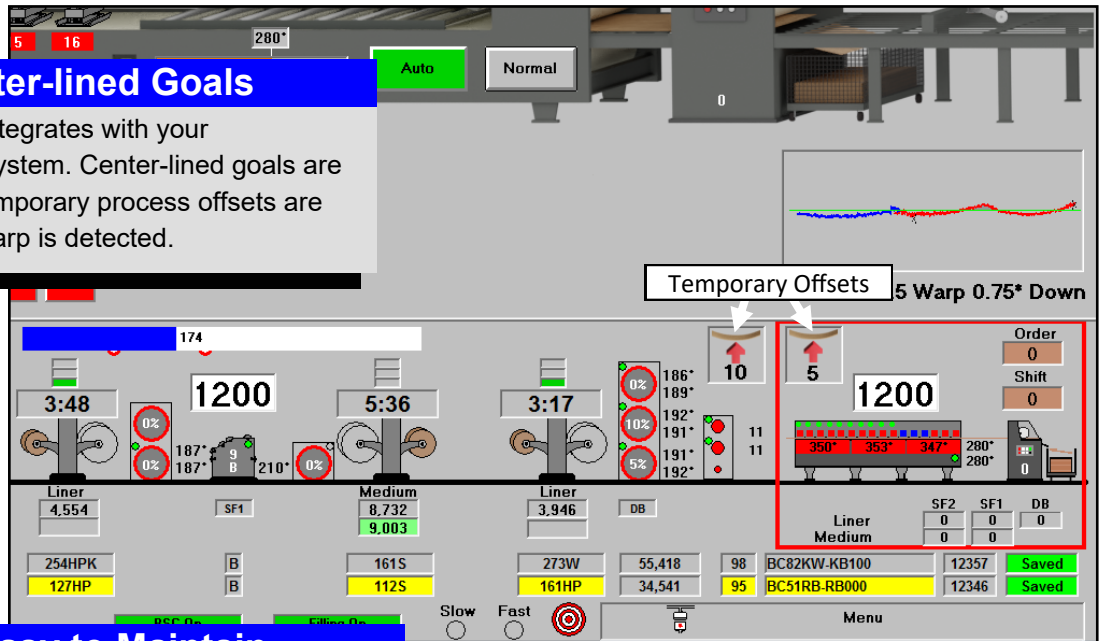 5 16
280°
Auto
Normal
0
ter-lined Goals
tegrates with your
ystem. Center-lined goals are
mporary process offsets are
arp is detected.
Temporary Offsets
5 Warp 0.75* Down
174
10
5
Order
0
Shift
0
3:48
1200
5:36
3:17
1200
0%
0%
187°
187°
9
B
210°
0%
0%
10%
5%
186°
189°
192°
191°
191°
192°
11
11
350° 353° 347°
280°
280°
0
Liner
4,554
SF1
Medium
8,732
9,003
Liner
3,946
DB
SF2 SF1 DB
Liner 0 0 0
Medium 0 0
254HPK B 161S 273W 55,418 98 BC82KW-KB100 12357 Saved
127HP B 112S 161HP 34,541 95 BC51RB-RB000 12346 Saved
Slow Fast
Menu